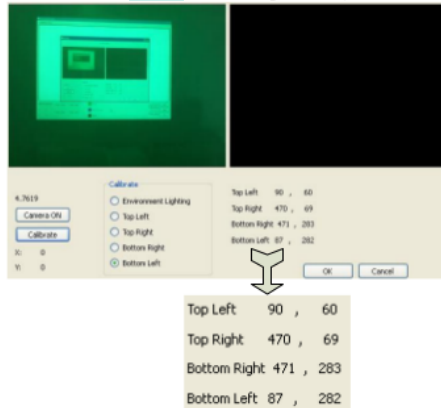 4.7619
Camera ON
Calibrate
X: 0
Y: 0
Calibrate
Environment Lighting
Top Left
Top Right
Bottom Right
Bottom Left
Top Left 90 , 60
Top Right 470 , 69
Bottom Right 471 , 283
Bottom Left 87 , 282
OK Cancel
Top Left 90 , 60
Top Right 470 , 69
Bottom Right 471 , 283
Bottom Left 87 , 282